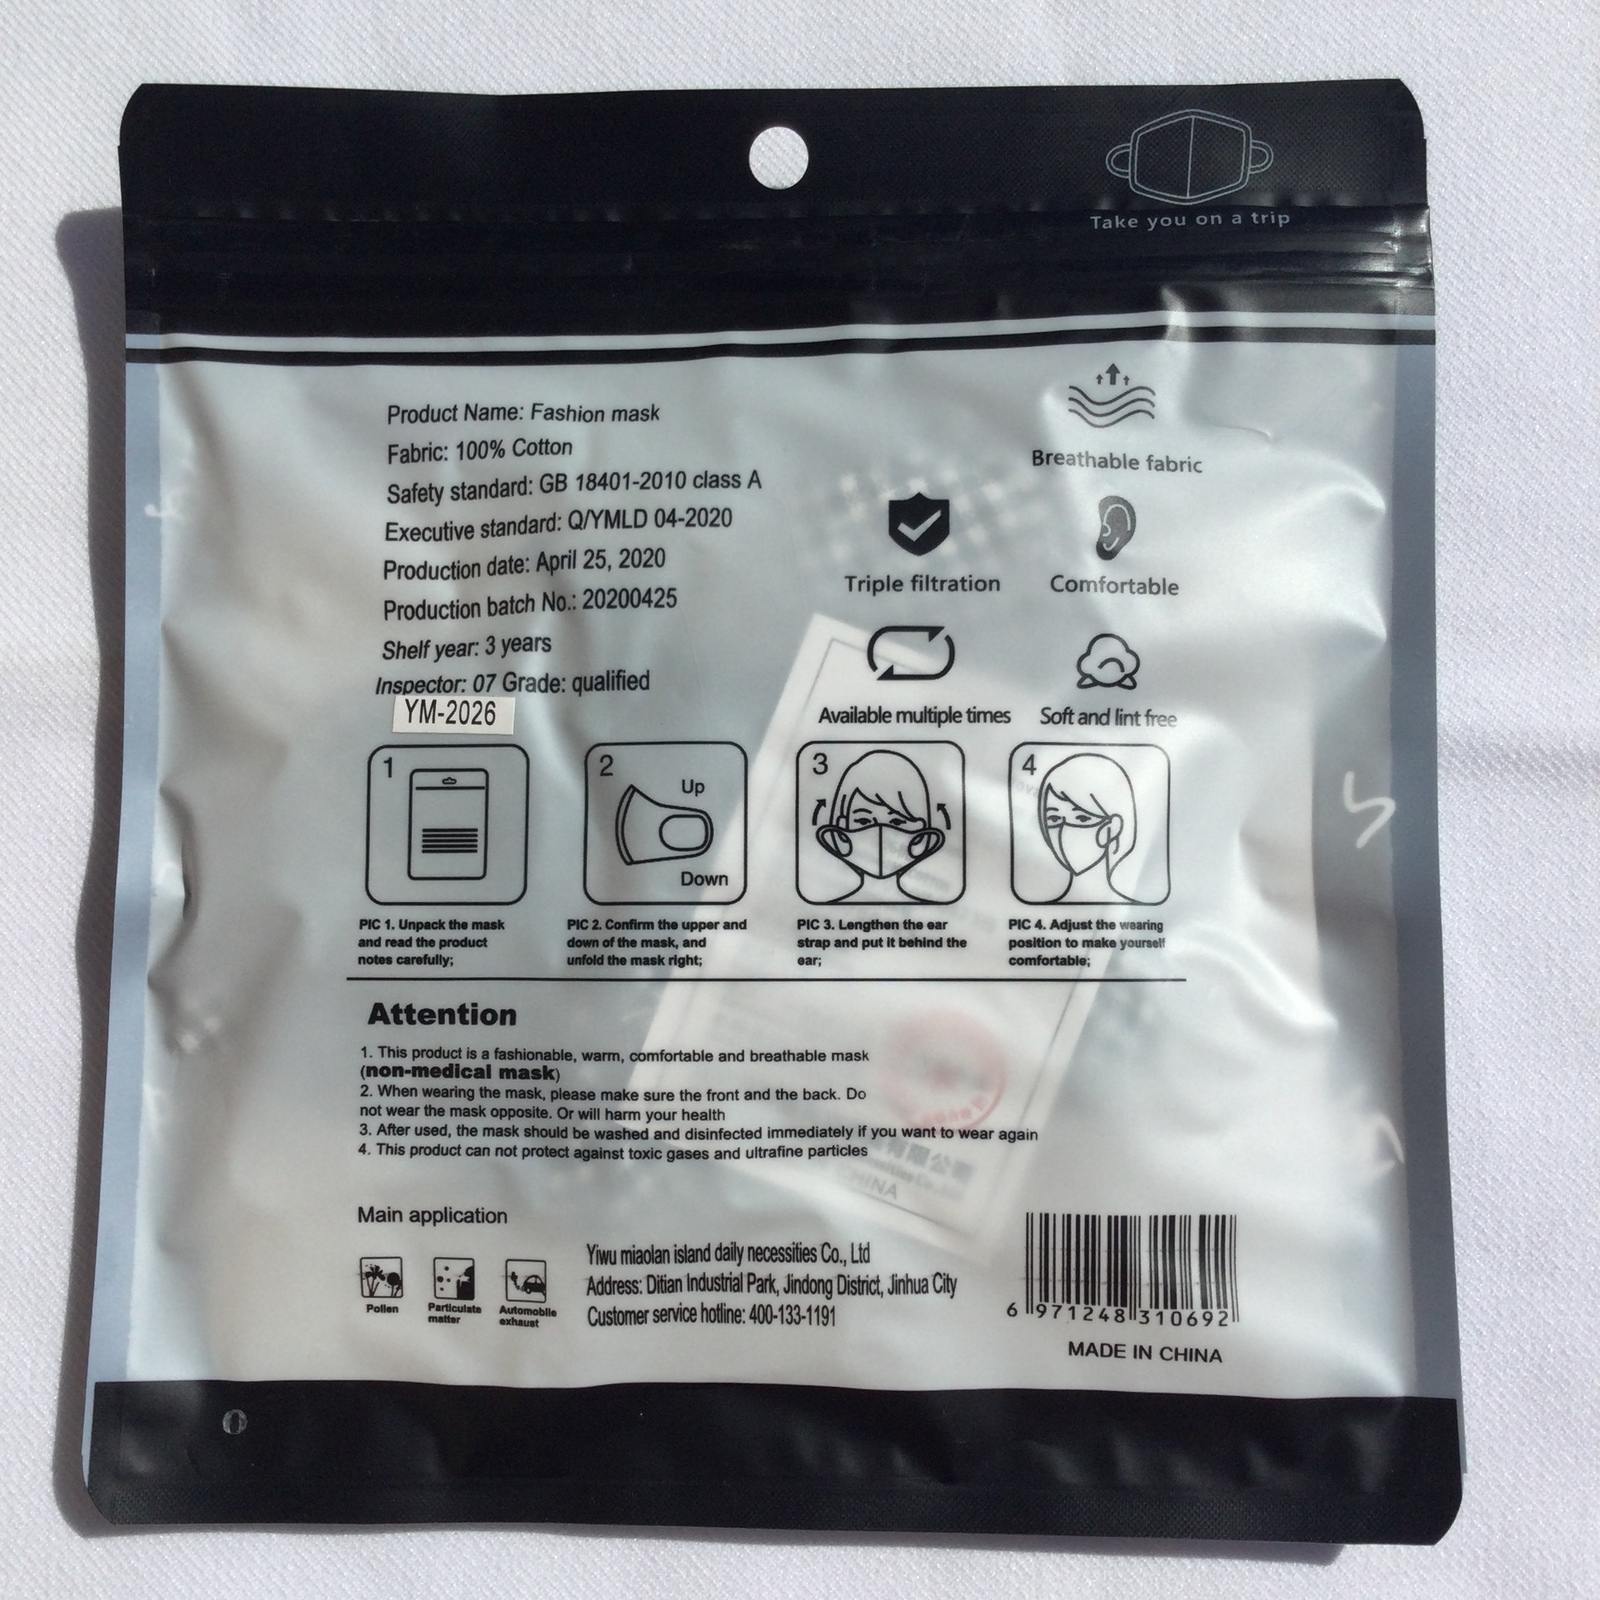 Take you on a trip
Product Name: Fashion mask
Fabric: 100% Cotton
Safety standard: GB 18401-2010 class A
Executive standard: Q/YMLD 04-2020
Production date: April 25, 2020
Production batch No.: 20200425
Shelf year: 3 years
Inspector: 07 Grade: qualified
YM-2026
Breathable fabric
Triple filtration
Comfortable
Available multiple times
Soft and lint free
1
2
Up
Down
3
4
PIC 1. Unpack the mask
and read the product
notes carefully;
PIC 2. Confirm the upper and
down of the mask, and
unfold the mask right;
PIC 3. Lengthen the ear
strap and put it behind the
ear;
PIC 4. Adjust the wearing
position to make yourself
comfortable;
Attention
1. This product is a fashionable, warm, comfortable and breathable mask
(non-medical mask)
2. When wearing the mask, please make sure the front and the back. Do
not wear the mask opposite. Or will harm your health
3. After used, the mask should be washed and disinfected immediately if you want to wear again
4. This product can not protect against toxic gases and ultrafine particles
Main application
Pollen
Particulate
matter
Automobile
exhaust
Yiwu miaolan island daily necessities Co., Ltd
Address: Ditian Industrial Park, Jindong District, Jinhua City
Customer service hotline: 400-133-1191
6 971248 310692
MADE IN CHINA